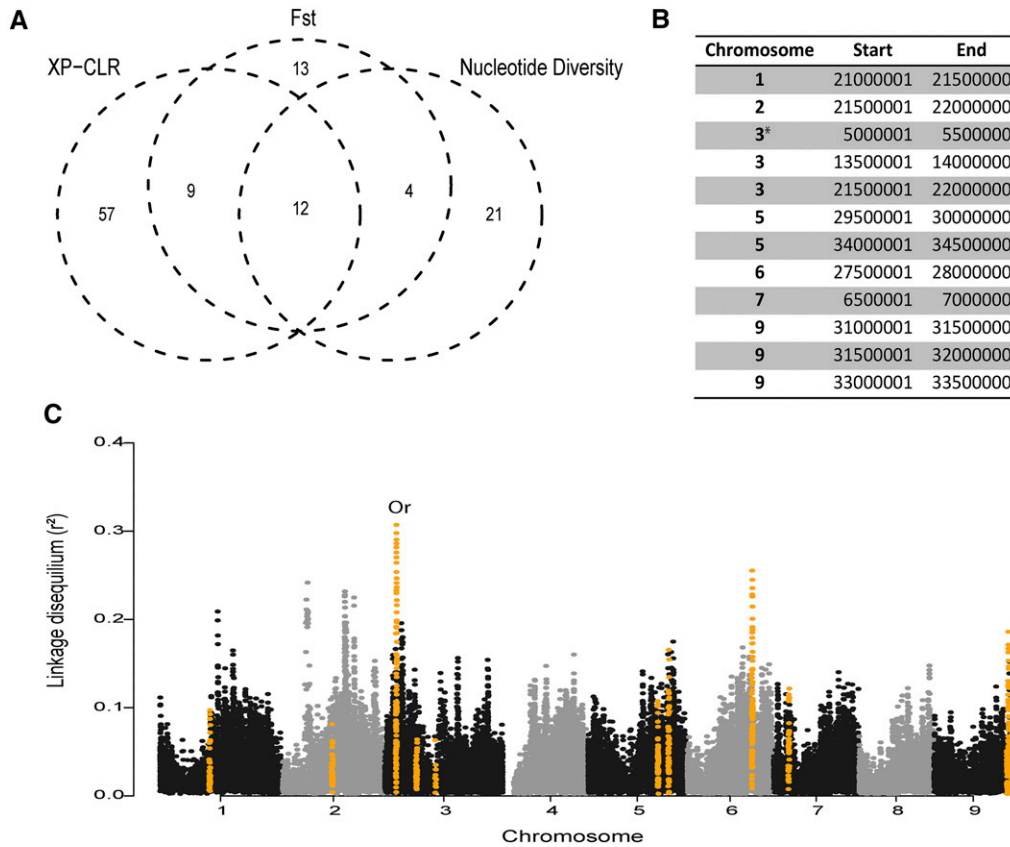 A
Fst
XP-CLR
Nucleotide Diversity
13
9
4
57
12
21
B
Chromosome Start End
1 21000001 21500000
2 21500001 22000000
3* 5000001 5500000
3 13500001 14000000
3 21500001 22000000
5 29500001 30000000
5 34000001 34500000
6 27500001 28000000
7 6500001 7000000
9 31000001 31500000
9 31500001 32000000
9 33000001 33500000
C
0.4
0.3
0.2
0.1
0.0
Linkage disequilium (r²)
Or
1 2 3 4 5 6 7 8 9
Chromosome